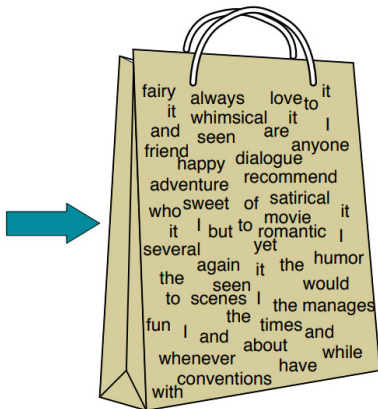 fairy always love to it
it whimsical it I
and seen are anyone
friend happy dialogue
adventure recommend
who sweet of satirical it
it I but to movie romantic I
several yet
again it the humor
the seen would
to scenes I the manages
fun I and the times and
whenever about while
have
with conventions